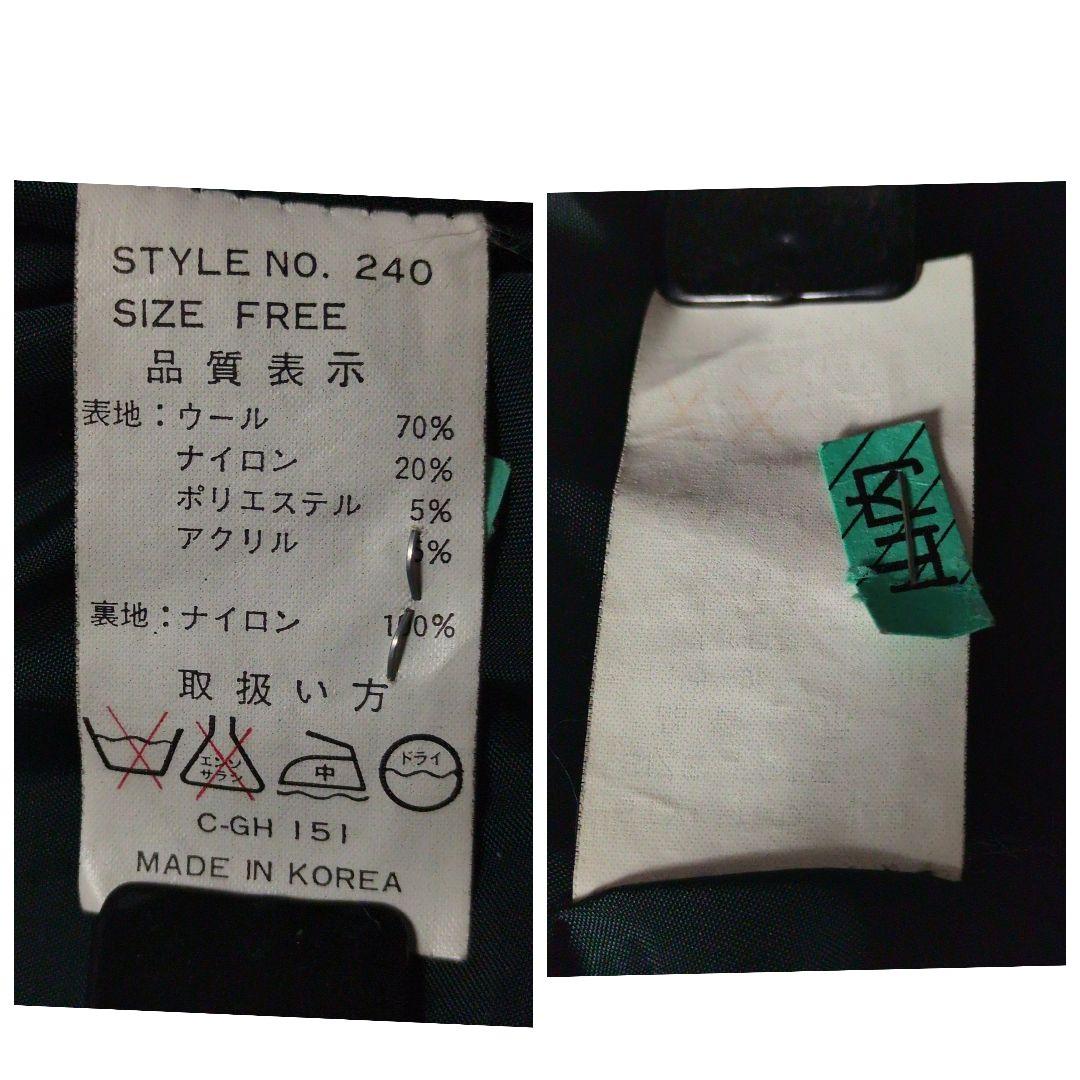 STYLE NO. 240
SIZE FREE
品質表示
表地：ウール 70%
ナイロン 20%
ポリエステル 5%
アクリル 5%
裏地：ナイロン 100%
取扱い方
エンソ
サラシ
中
ドライ
C-GH 151
MADE IN KOREA